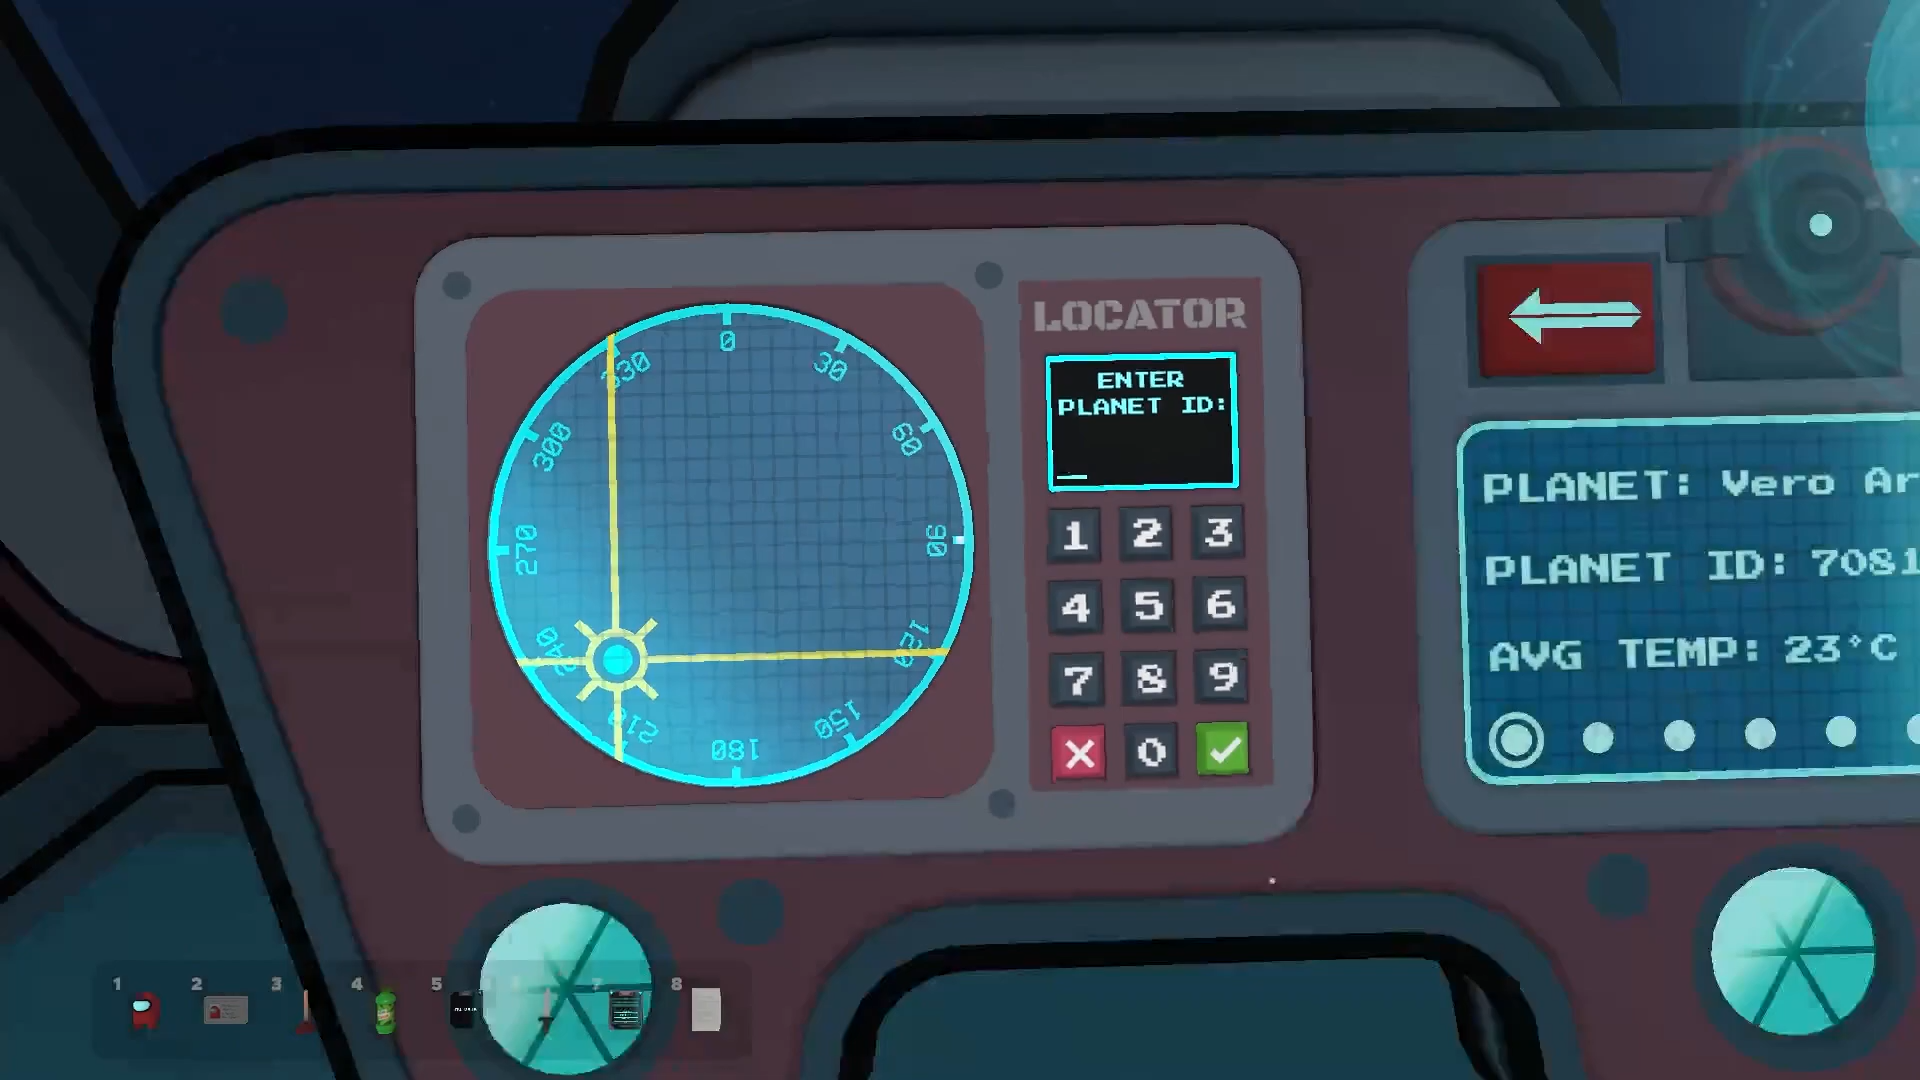 LOCATOR
ENTER
PLANET ID:
0
30
60
90
120
150
180
210
240
270
300
330
1 2 3
4 5 6
7 8 9
0
PLANET: Vero Ar
PLANET ID: 7081
AVG TEMP: 23°C
1 2 3 4 5 7 8